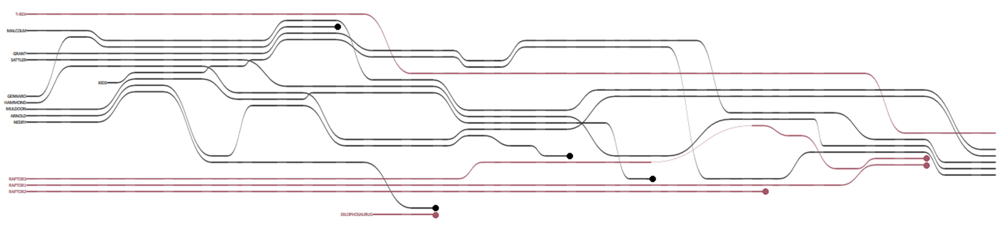 T-REX
MALCOLM
GRANT
SATTLER
KIDS
GENNARO
HAMMOND
MULDOON
ARNOLD
NEDRY
RAPTOR3
RAPTOR1
RAPTOR2
DILOPHOSAURUS